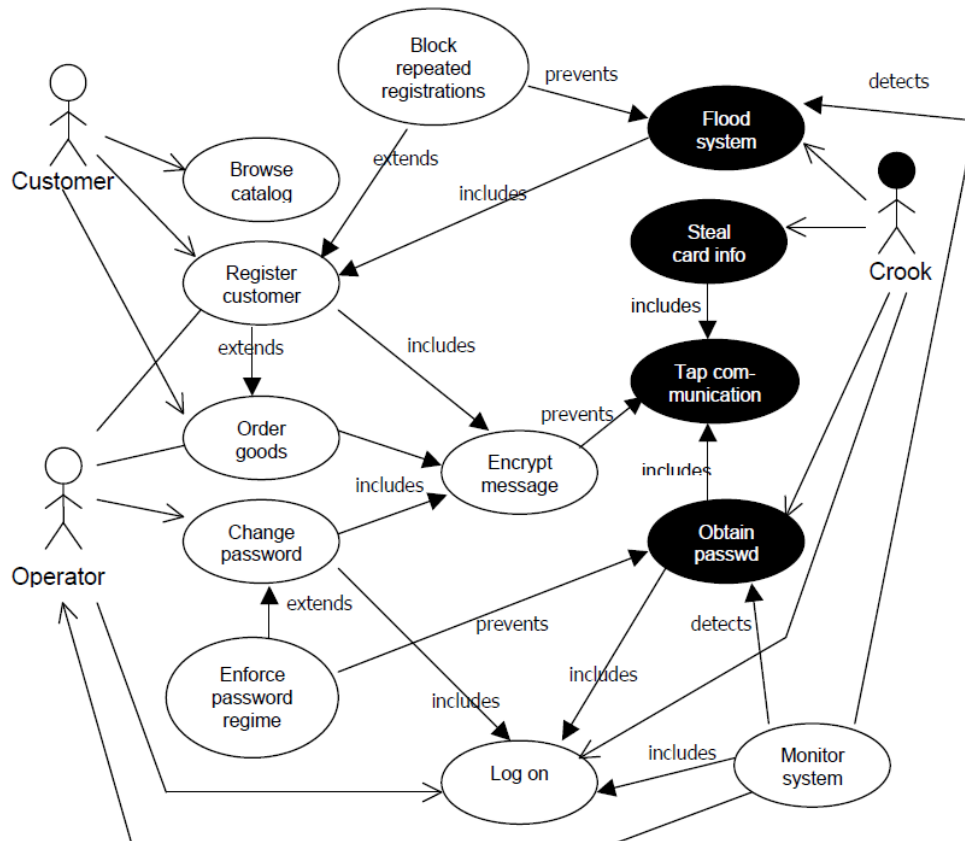 Block
repeated
registrations
prevents
detects
Flood
system
Customer
extends
Browse
catalog
includes
Steal
card info
Crook
Register
customer
includes
extends
includes
Tap com-
munication
prevents
Order
goods
Encrypt
message
includes
includes
Change
password
Obtain
passwd
Operator
extends
prevents
detects
Enforce
password
regime
includes
includes
includes
Log on
Monitor
system